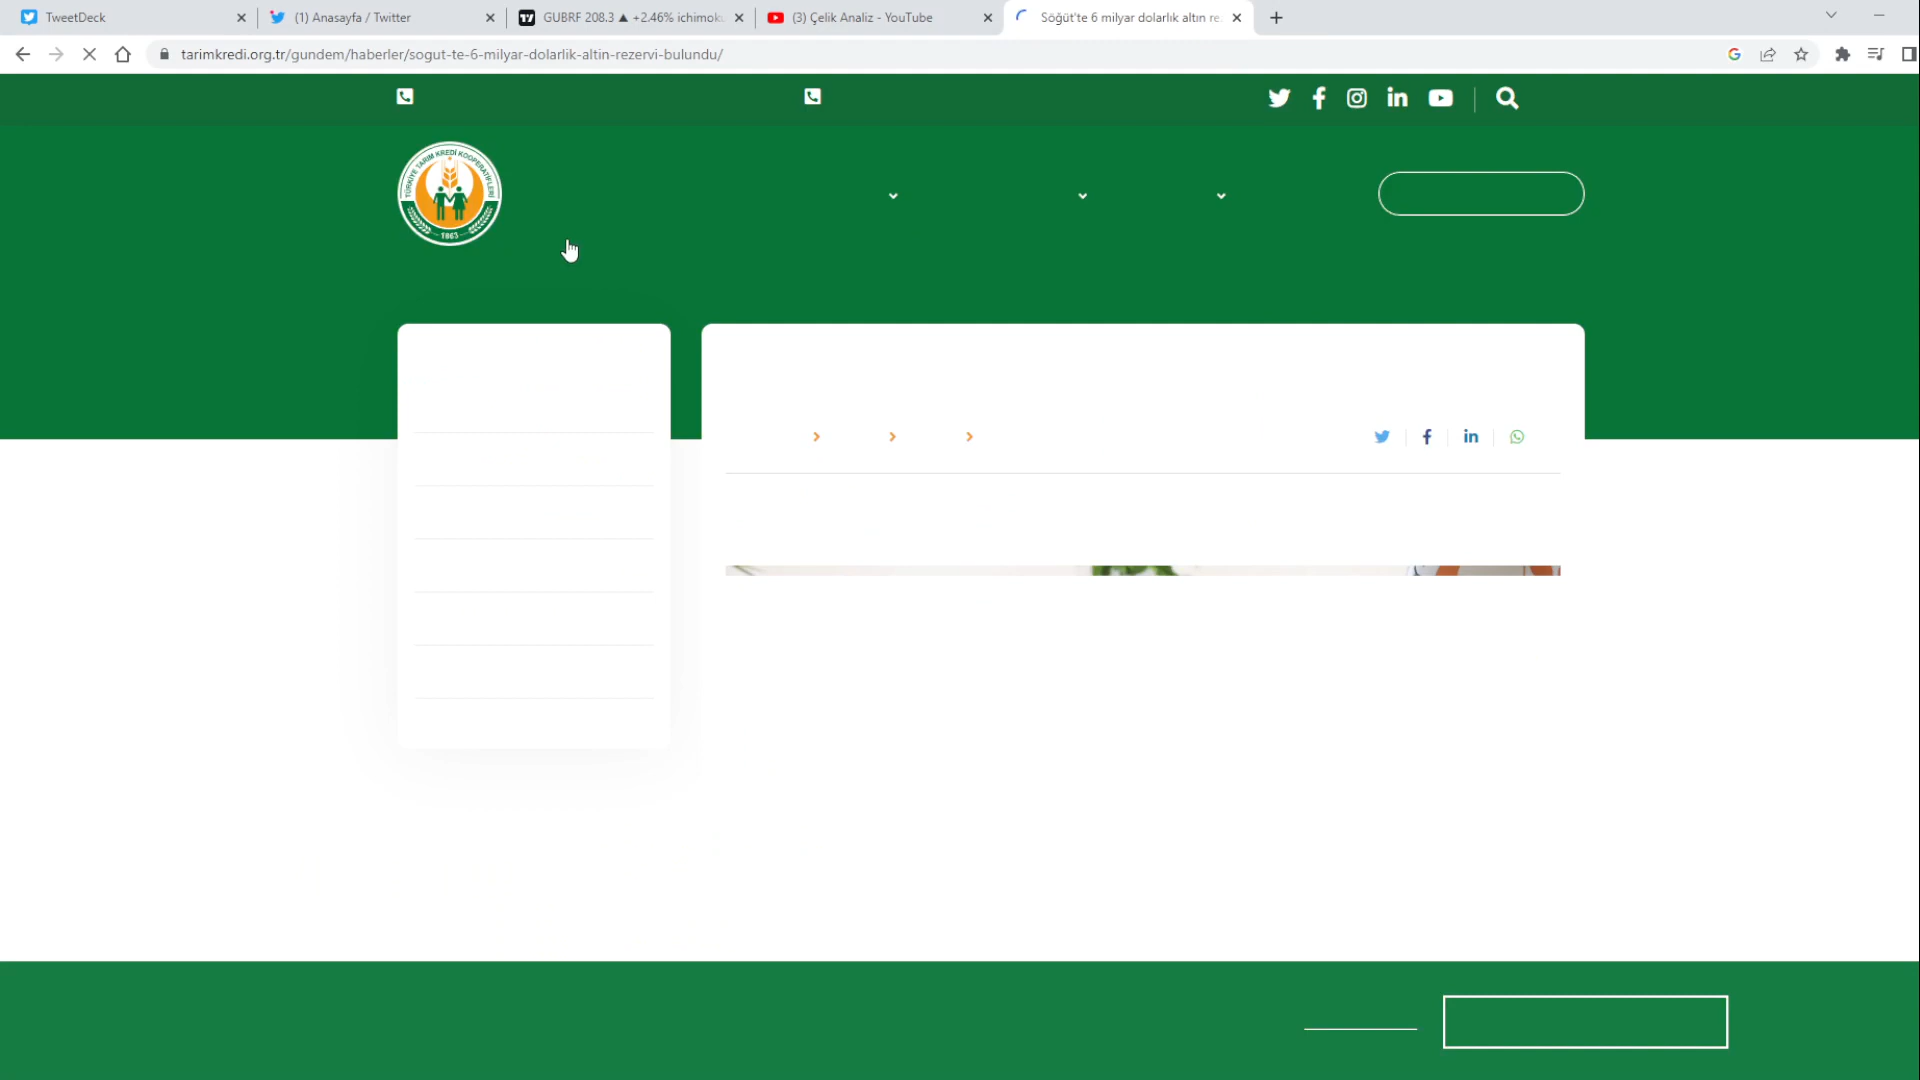 TweetDeck
(1) Anasayfa / Twitter
GUBRF 208.3 ▲ +2.46% ichimoku
(3) Çelik Analiz - YouTube
Söğüt'te 6 milyar dolarlık altın re
tarimkredi.org.tr/gundem/haberler/sogut-te-6-milyar-dolarlik-altin-rezervi-bulundu/
TÜRKİYE TARIM KREDİ KOOPERATİFLERİ
1863